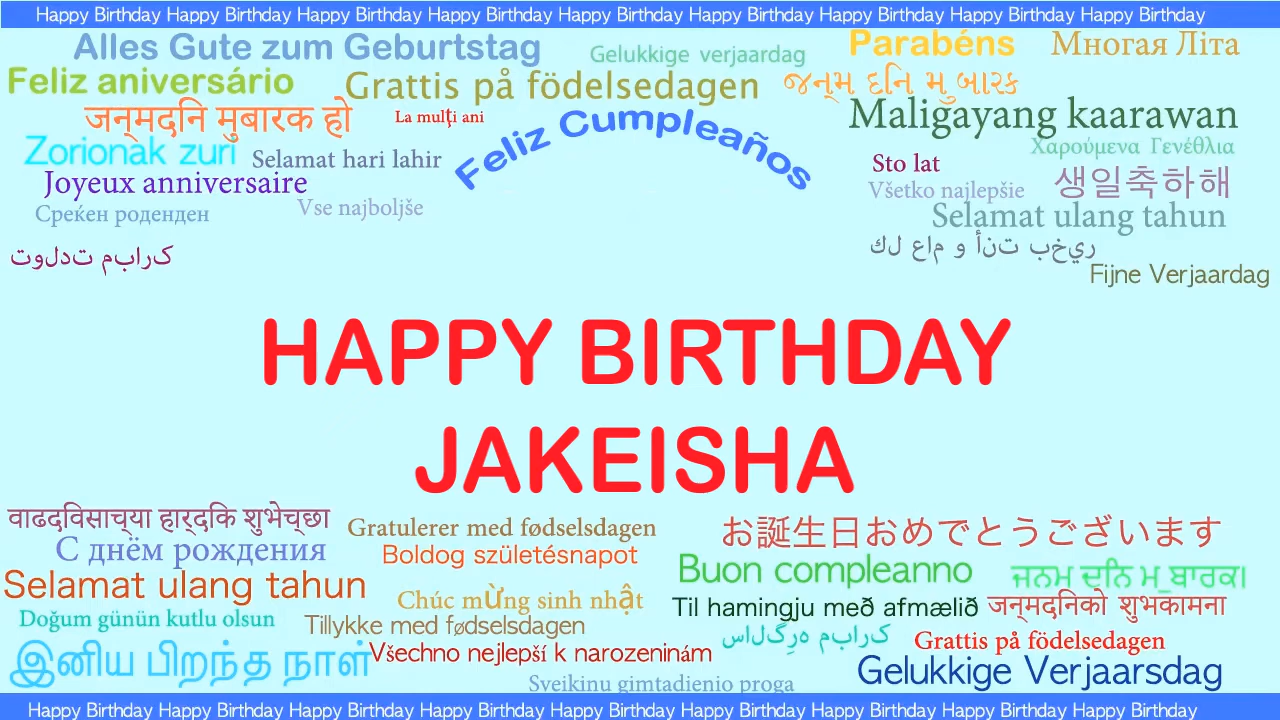 Happy Birthday Happy Birthday Happy Birthday Happy Birthday Happy Birthday Happy Birthday Happy Birthday Happy Birthday Happy Birthday
Alles Gute zum Geburtstag
Gelukkige verjaardag
Parabéns
Многая Літа
Feliz aniversário
Grattis på födelsedagen
જન્મ દિન મુબારક
जन्मदिन मुबारक हो
La mulţi ani
Feliz Cumpleaños
Maligayang kaarawan
Zorionak zuri
Selamat hari lahir
Sto lat
Χαρούμενα Γενέθλια
Joyeux anniversaire
Všetko najlepšie
생일축하해
Среќен роденден
Vse najboljše
Selamat ulang tahun
تولدت مبارک
كل عام و أنت بخير
Fijne Verjaardag
HAPPY BIRTHDAY
JAKEISHA
वाढदिवसाच्या हार्दिक शुभेच्छा
Gratulerer med fødselsdagen
お誕生日おめでとうございます
С днём рождения
Boldog születésnapot
Buon compleanno
ਜਨਮ ਦਿਨ ਮੁਬਾਰਕ।
Selamat ulang tahun
Chúc mừng sinh nhật
Til hamingju með afmælið
जन्मदिनको शुभकामना
Doğum günün kutlu olsun
Tillykke med fødselsdagen
سالگرہ مبارک
Grattis på födelsedagen
இனிய பிறந்த நாள்
Všechno nejlepší k narozeninám
Gelukkige Verjaarsdag
Sveikinu gimtadienio proga
Happy Birthday Happy Birthday Happy Birthday Happy Birthday Happy Birthday Happy Birthday Happy Birthday Happy Birthday Happy Birthday